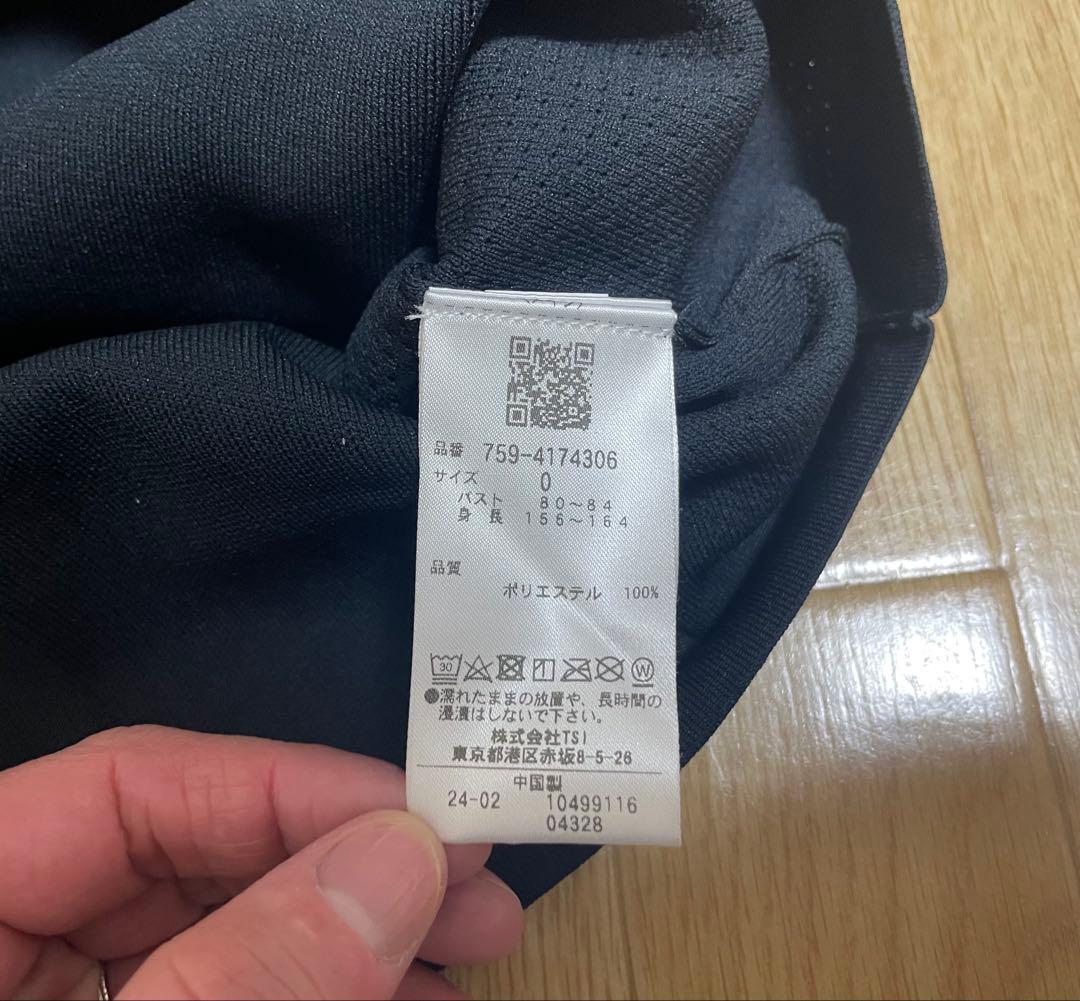 品番 759-4174306
サイズ 0
バスト 80~84
身長 156~164
品質
ポリエステル 100%
30 W
●濡れたままの放置や、長時間の
浸漬はしないで下さい。
株式会社TSI
東京都港区赤坂8-5-28
中国製
24-02 10499116
04328